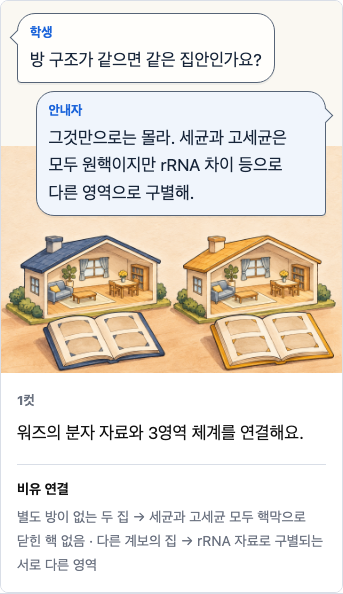 학생
방 구조가 같으면 같은 집안인가요?
안내자
그것만으로는 몰라. 세균과 고세균은
모두 원핵이지만 rRNA 차이 등으로
다른 영역으로 구별해.
1컷
워즈의 분자 자료와 3영역 체계를 연결해요.
비유 연결
별도 방이 없는 두 집 → 세균과 고세균 모두 핵막으로
닫힌 핵 없음 · 다른 계보의 집 → rRNA 자료로 구별되는
서로 다른 영역